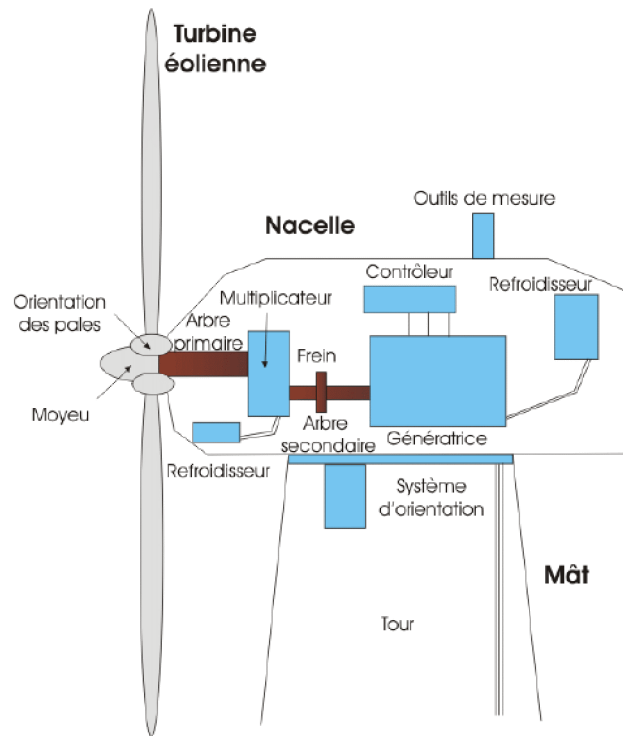 Turbine
éolienne
Outils de mesure
Nacelle
Contrôleur
Refroidisseur
Orientation
des pales
Multiplicateur
Arbre
primaire
Frein
Moyeu
Arbre
secondaire
Génératrice
Refroidisseur
Système
d'orientation
Mât
Tour